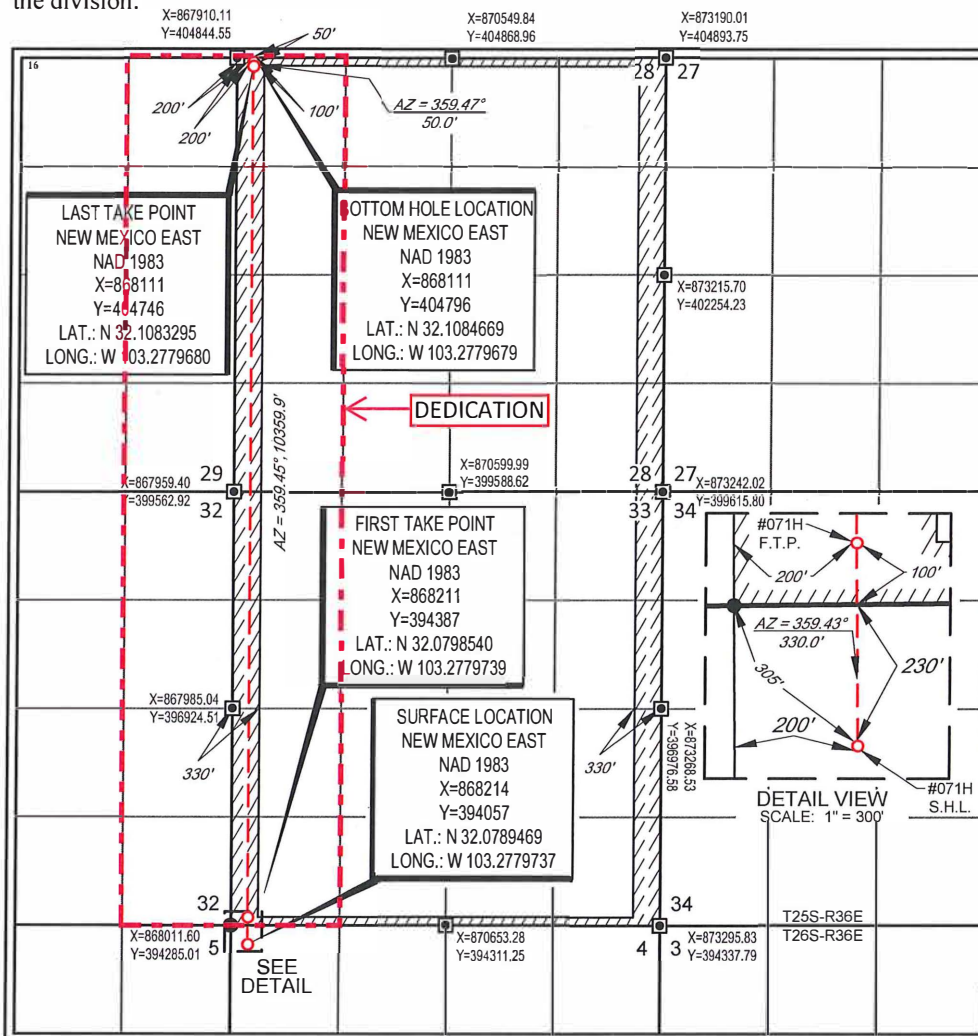 the division.
X=867910.11
Y=404844.55
50'
X=870549.84
Y=404868.96
X=873190.01
Y=404893.75
16
28
27
200'
200'
100'
AZ = 359.47°
50.0'
LAST TAKE POINT
NEW MEXICO EAST
NAD 1983
X=868111
Y=404746
LAT.: N 32.1083295
LONG.: W 103.2779680
BOTTOM HOLE LOCATION
NEW MEXICO EAST
NAD 1983
X=868111
Y=404796
LAT.: N 32.1084669
LONG.: W 103.2779679
X=873215.70
Y=402254.23
DEDICATION
AZ = 359.45°, 10359.9'
29
X=867959.40
Y=399562.92
32
X=870599.99
Y=399588.62
28
27
33
34
X=873242.02
Y=399615.80
FIRST TAKE POINT
NEW MEXICO EAST
NAD 1983
X=868211
Y=394387
LAT.: N 32.0798540
LONG.: W 103.2779739
#071H
F.T.P.
200'
100'
AZ = 359.43°
330.0'
305'
230'
200'
#071H
S.H.L.
DETAIL VIEW
SCALE: 1" = 300'
X=867985.04
Y=396924.51
330'
SURFACE LOCATION
NEW MEXICO EAST
NAD 1983
X=868214
Y=394057
LAT.: N 32.0789469
LONG.: W 103.2779737
330'
X=873268.53
Y=396976.58
32
34
T25S-R36E
T26S-R36E
X=868011.60
Y=394285.01
5
SEE
DETAIL
X=870653.28
Y=394311.25
4
3
X=873295.83
Y=394337.79